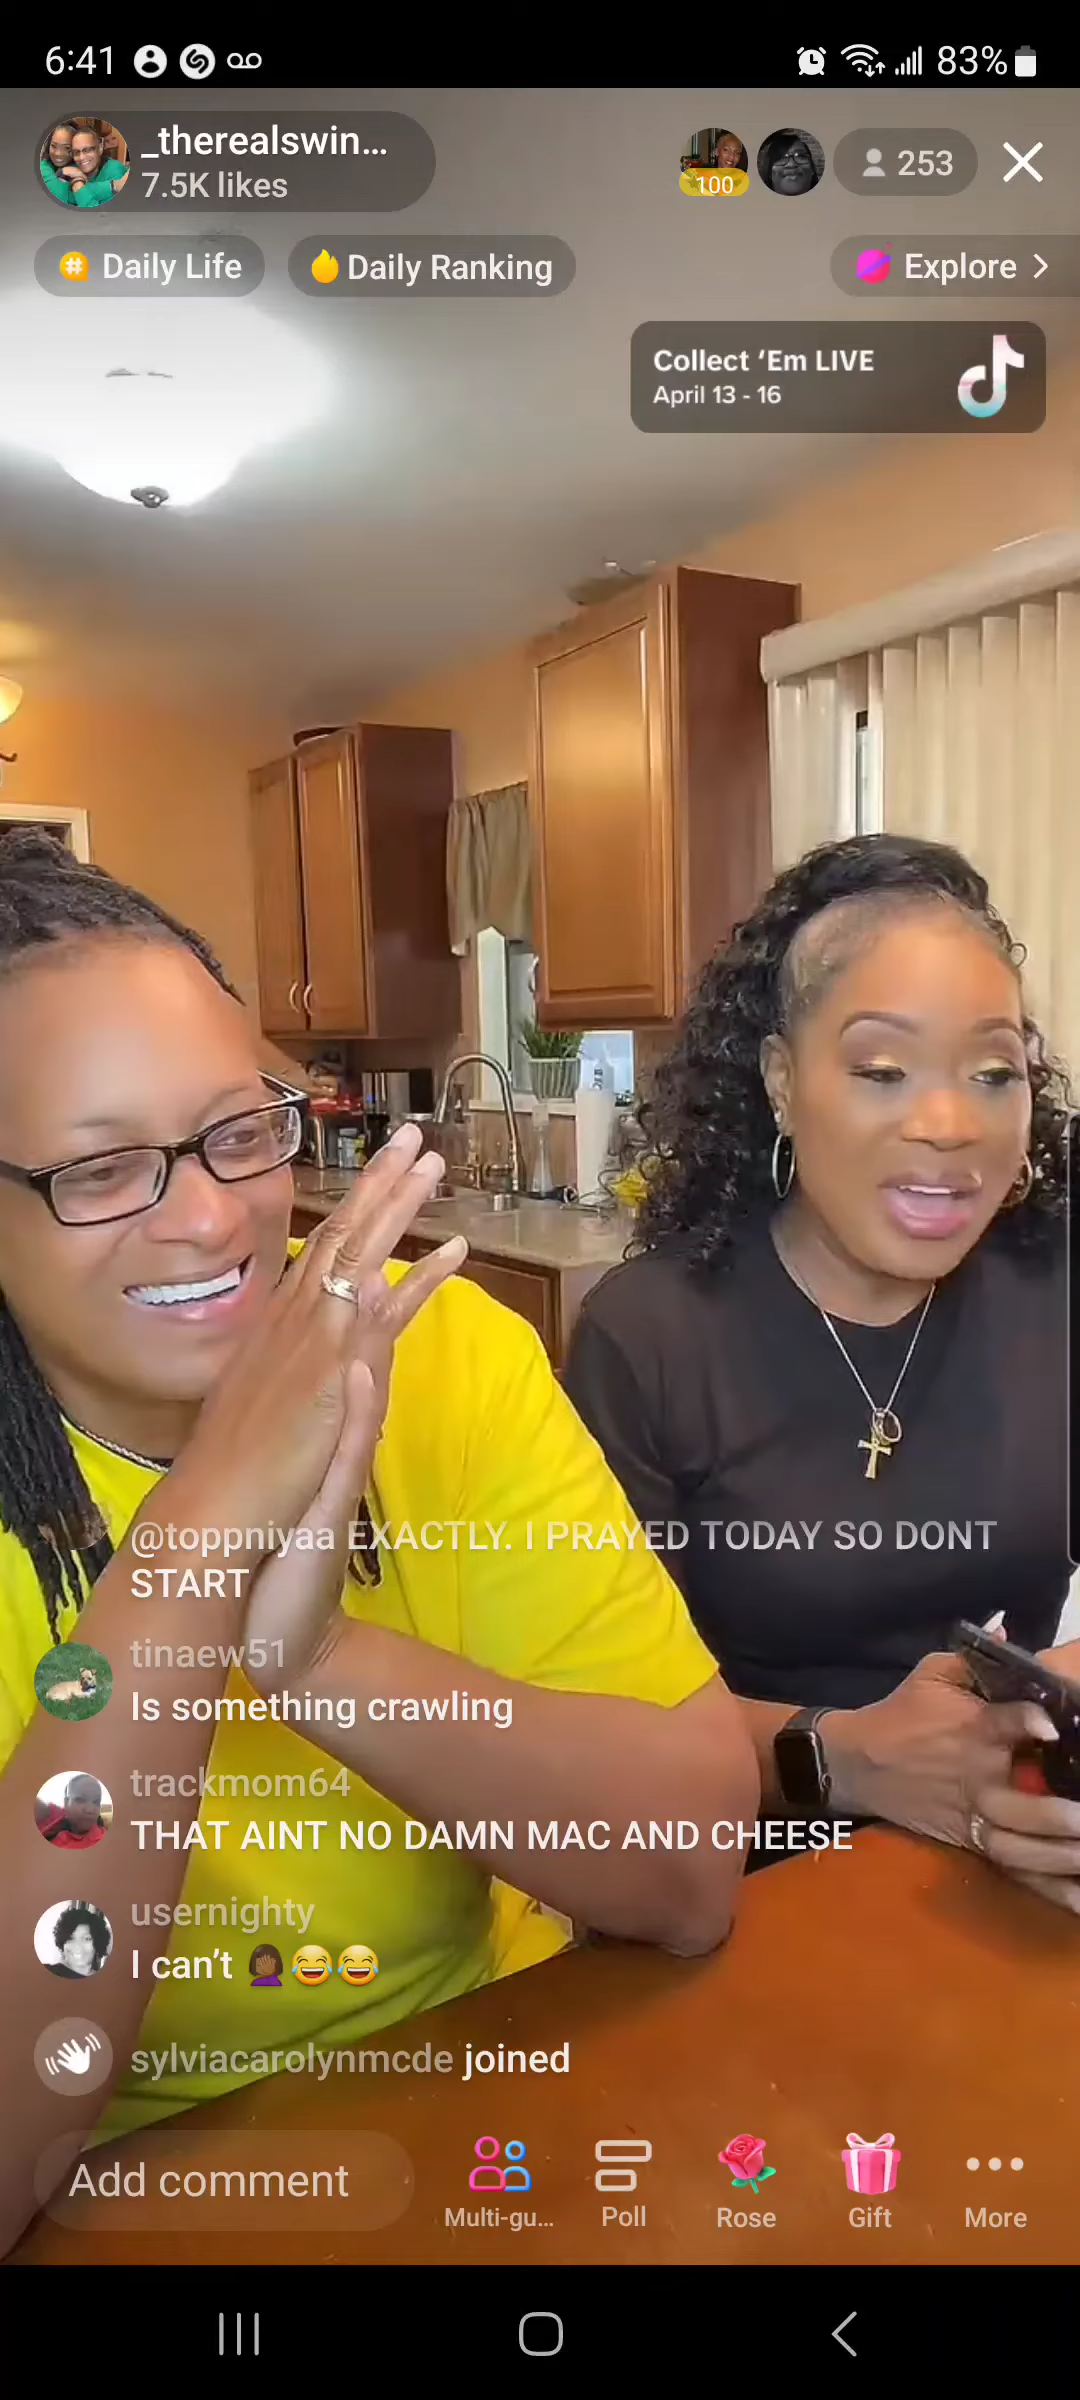 6:41
83%
_therealswin...
7.5K likes
100
253
Daily Life
Daily Ranking
Explore
Collect ‘Em LIVE
April 13 - 16
@toppniyaa EXACTLY. I PRAYED TODAY SO DONT
START
tinaew51
Is something crawling
trackmom64
THAT AINT NO DAMN MAC AND CHEESE
usernighty
I can’t 🤦🏾‍♀️😂😂
sylviacarolynmcde joined
Add comment
Multi-gu...
Poll
Rose
Gift
More